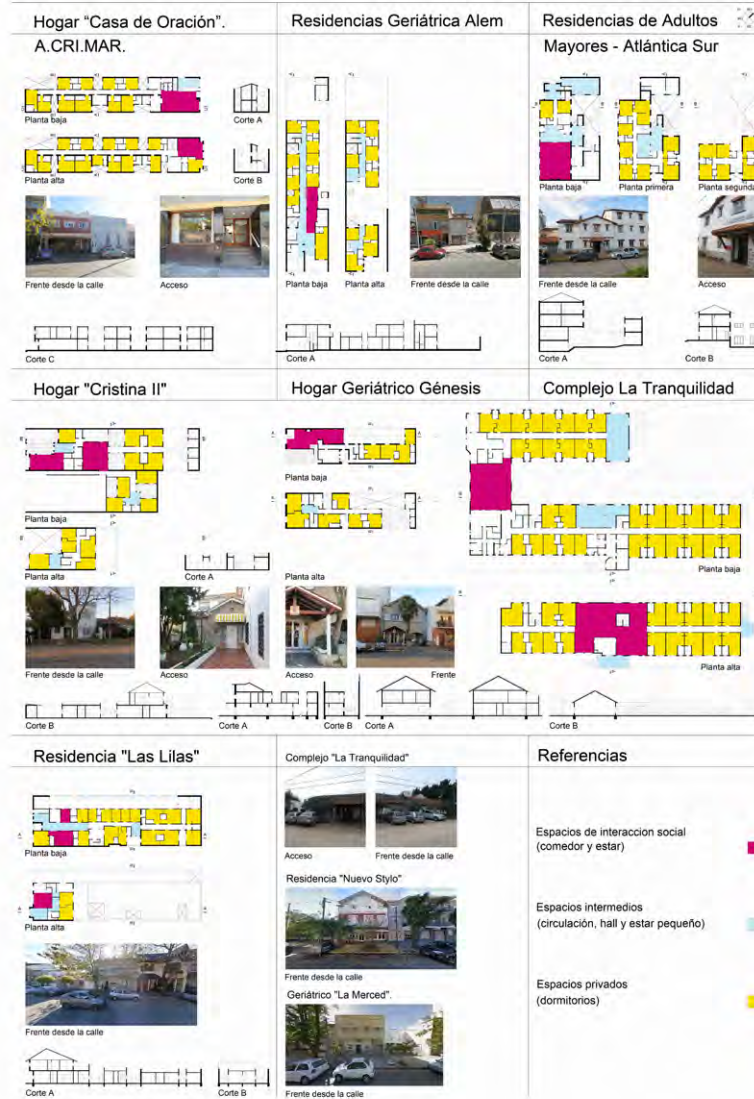 Hogar “Casa de Oración”.
A.CRI.MAR.
Planta baja
Corte A
Planta alta
Corte B
Frente desde la calle
Acceso
Corte C
Residencias Geriátrica Alem
Planta baja
Planta alta
Frente desde la calle
Corte A
Residencias de Adultos
Mayores - Atlántica Sur
Planta baja
Planta primera
Planta segunda
Frente desde la calle
Acceso
Corte A
Corte B
Hogar "Cristina II"
Planta baja
Planta alta
Corte A
Frente desde la calle
Acceso
Corte B
Corte A
Hogar Geriátrico Génesis
Planta baja
Planta alta
Acceso
Frente
Corte B
Corte A
Complejo La Tranquilidad
Planta baja
Planta alta
Corte B
Residencia "Las Lilas"
Planta baja
Planta alta
Frente desde la calle
Corte A
Corte B
Complejo "La Tranquilidad"
Acceso
Frente desde la calle
Residencia "Nuevo Stylo"
Frente desde la calle
Geriátrico "La Merced".
Frente desde la calle
Referencias
Espacios de interaccion social
(comedor y estar)
Espacios intermedios
(circulación, hall y estar pequeño)
Espacios privados
(dormitorios)